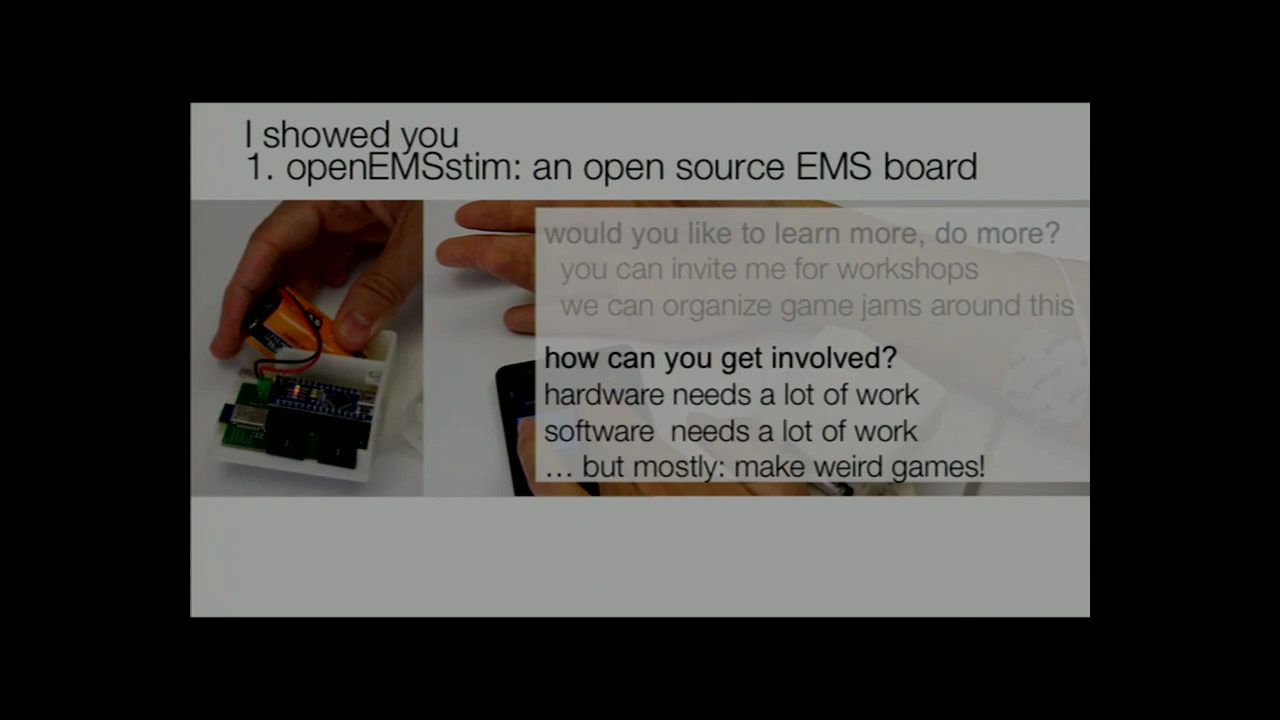 I showed you
1. openEMSstim: an open source EMS board
would you like to learn more, do more?
you can invite me for workshops
we can organize game jams around this
how can you get involved?
hardware needs a lot of work
software needs a lot of work
… but mostly: make weird games!